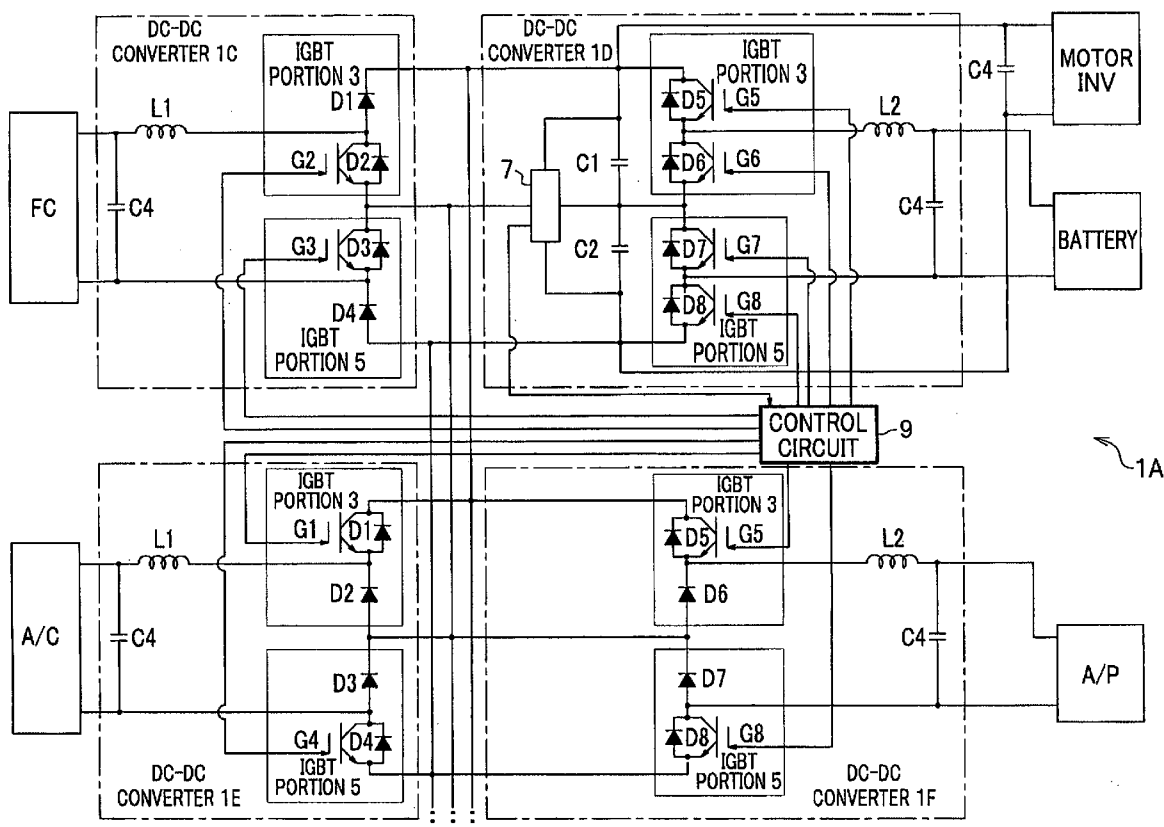 DC-DC
CONVERTER 1C
IGBT
PORTION 3
D1
L1
G2
D2
FC
C4
G3
D3
D4
IGBT
PORTION 5
DC-DC
CONVERTER 1D
IGBT
PORTION 3
D5
G5
L2
C4
MOTOR
INV
7
C1
D6
G6
C4
C2
D7
G7
BATTERY
D8
G8
IGBT
PORTION 5
CONTROL
CIRCUIT
9
1A
IGBT
PORTION 3
G1
D1
L1
D2
A/C
C4
D3
G4
D4
IGBT
PORTION 5
DC-DC
CONVERTER 1E
IGBT
PORTION 3
D5
G5
L2
D6
C4
A/P
D7
D8
G8
IGBT
PORTION 5
DC-DC
CONVERTER 1F